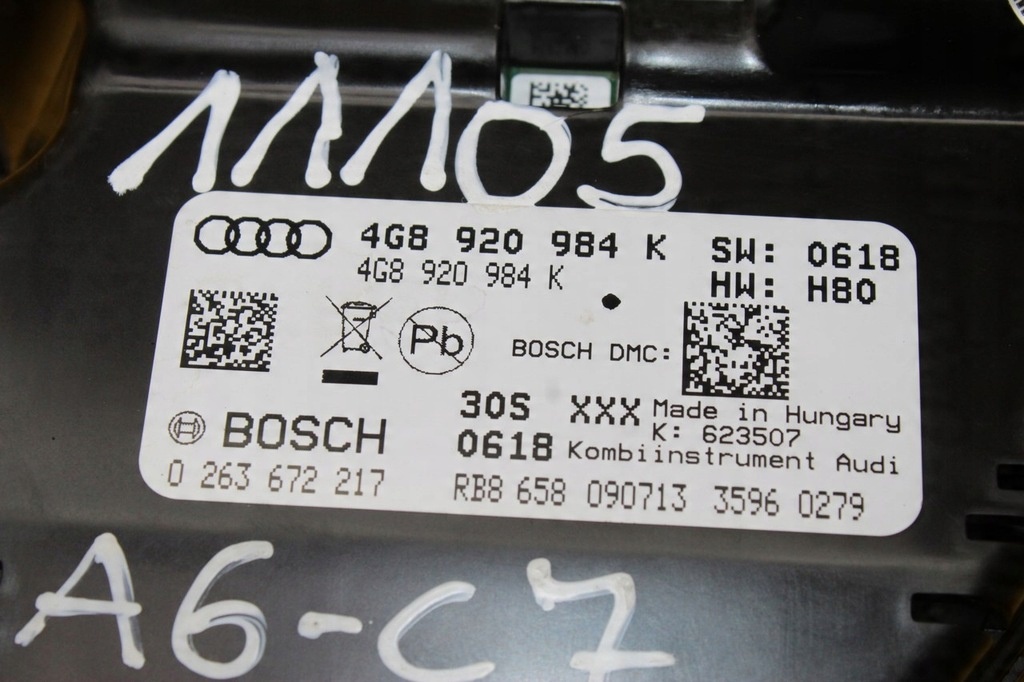 11105
4G8 920 984 K SW: 0618
4G8 920 984 K HW: H80
Pb
BOSCH DMC:
30S XXX Made in Hungary
K: 623507
BOSCH 0618 Kombiinstrument Audi
0 263 672 217 RB8 658 090713 3596 0279
A6-C7